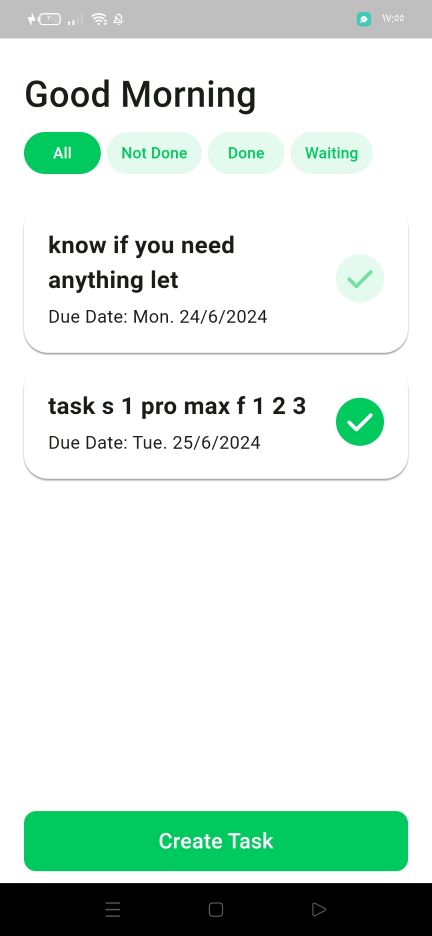 ١٧:٥٥
Good Morning
All
Not Done
Done
Waiting
know if you need
anything let
Due Date: Mon. 24/6/2024
task s 1 pro max f 1 2 3
Due Date: Tue. 25/6/2024
Create Task